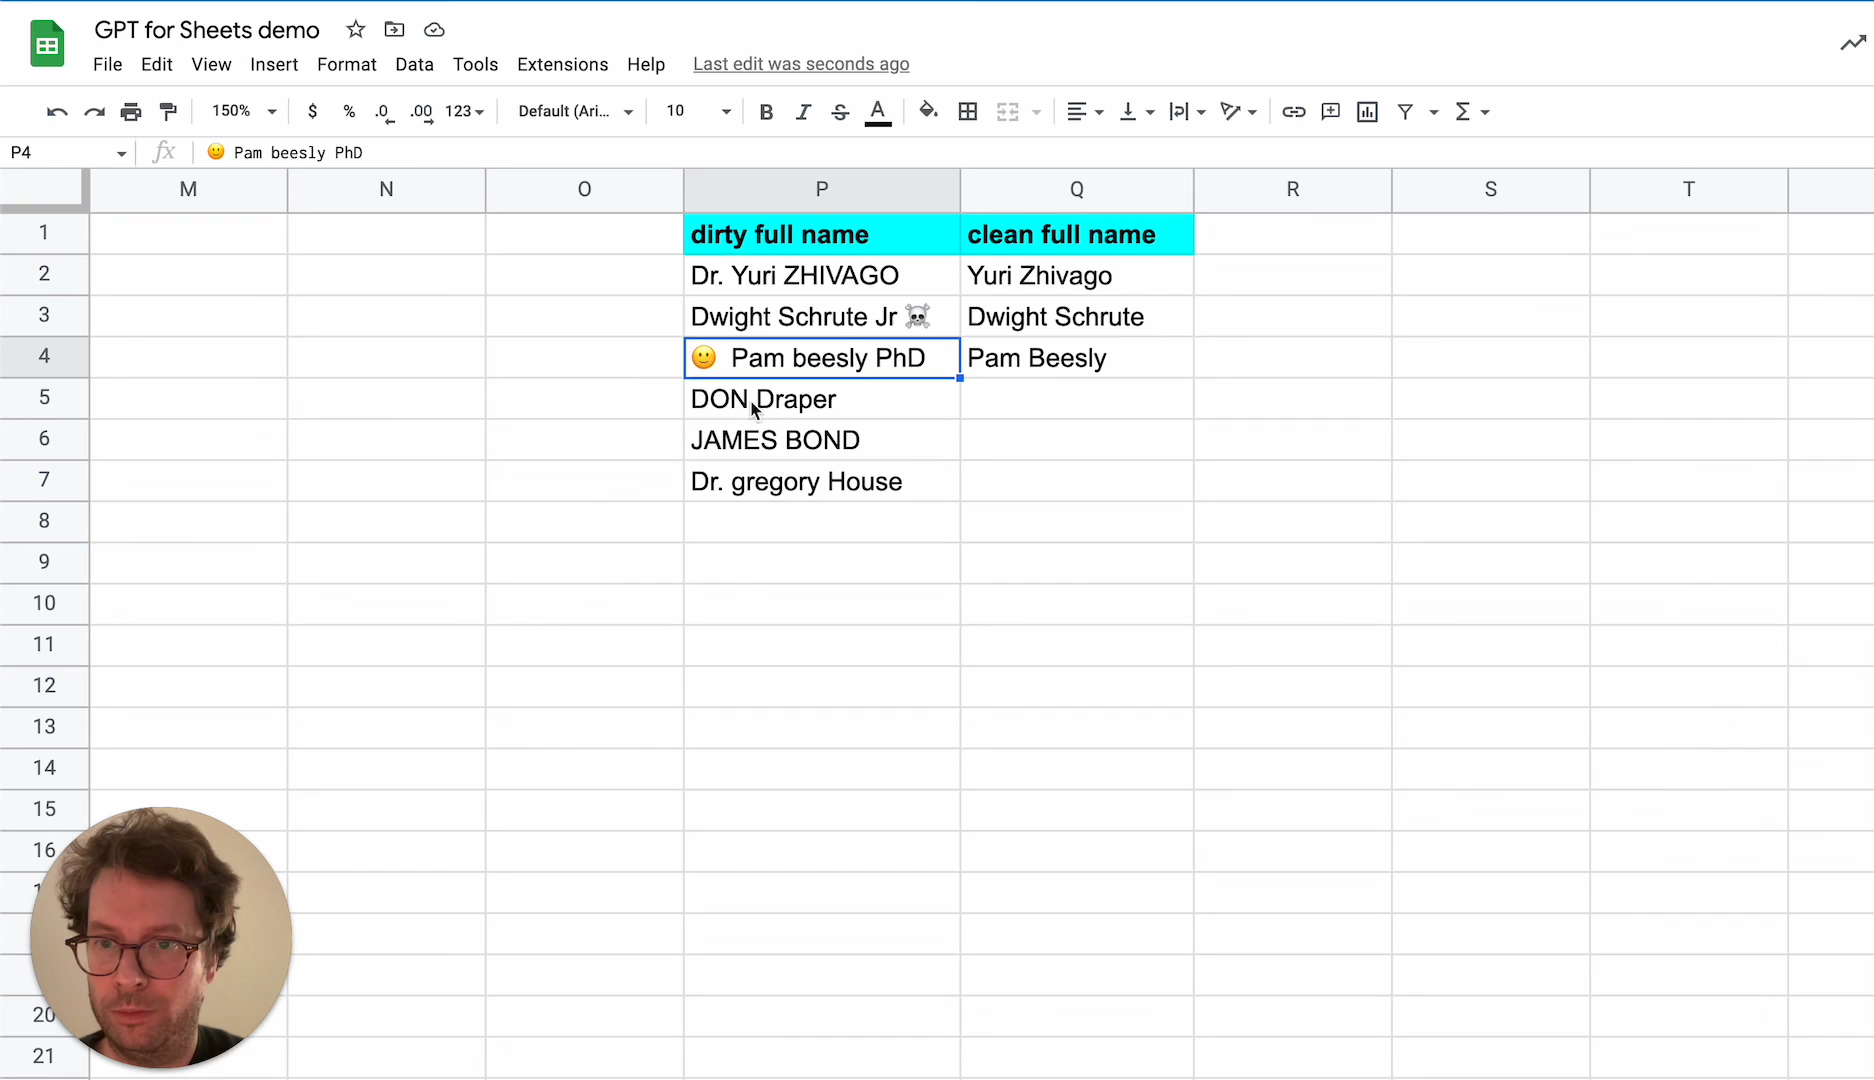 GPT for Sheets demo
File Edit View Insert Format Data Tools Extensions Help Last edit was seconds ago
150% $ % .0 .00 123 Default (Ari... 10 B I S A
P4 fx 🙂 Pam beesly PhD
M N O P Q R S T
1 dirty full name clean full name
2 Dr. Yuri ZHIVAGO Yuri Zhivago
3 Dwight Schrute Jr ☠️ Dwight Schrute
4 🙂 Pam beesly PhD Pam Beesly
5 DON Draper
6 JAMES BOND
7 Dr. gregory House
8
9
10
11
12
13
14
15
16
20
21